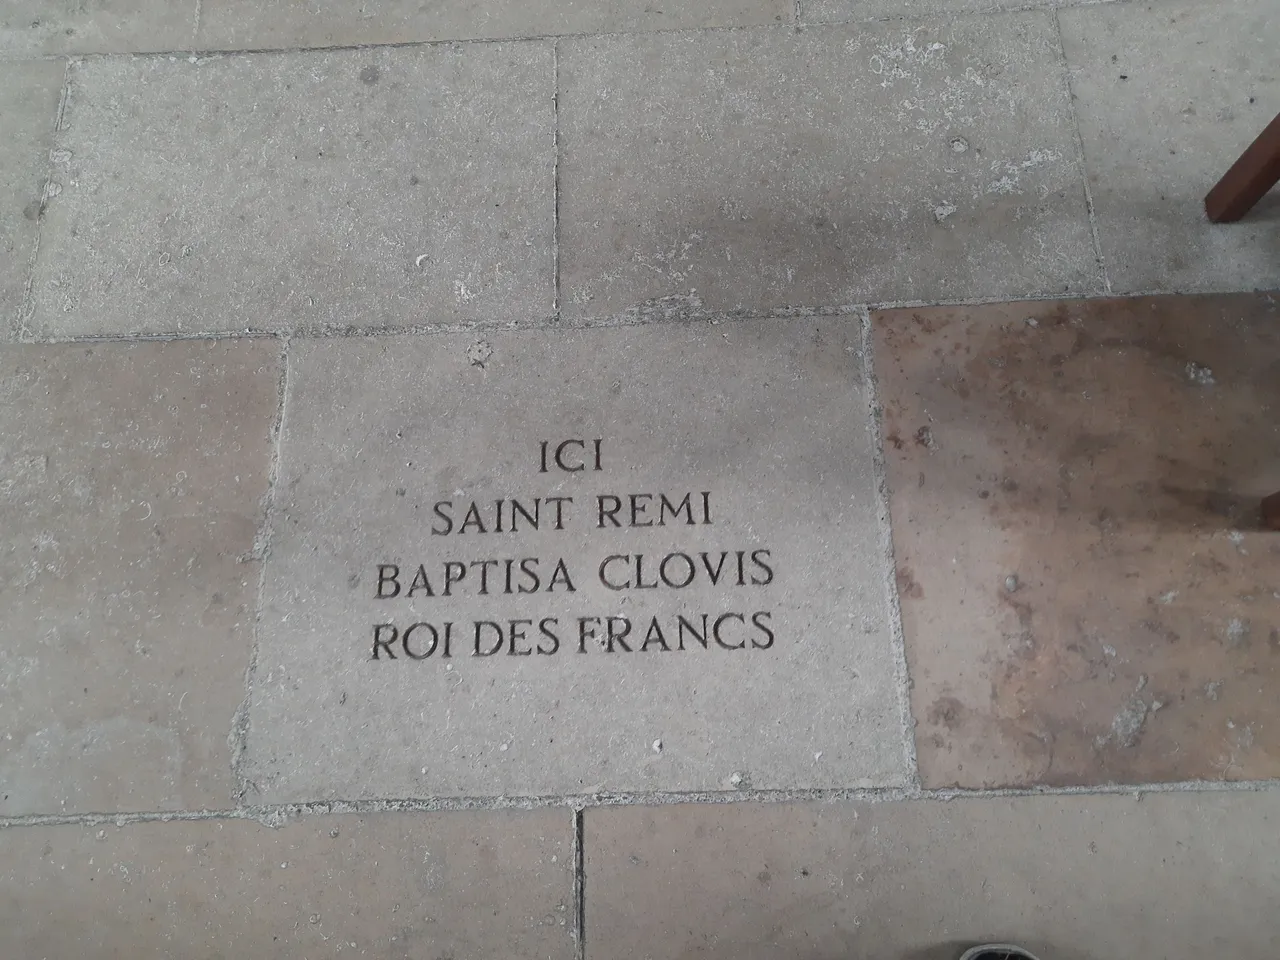 ICI
SAINT REMI
BAPTISA CLOVIS
ROI DES FRANCS